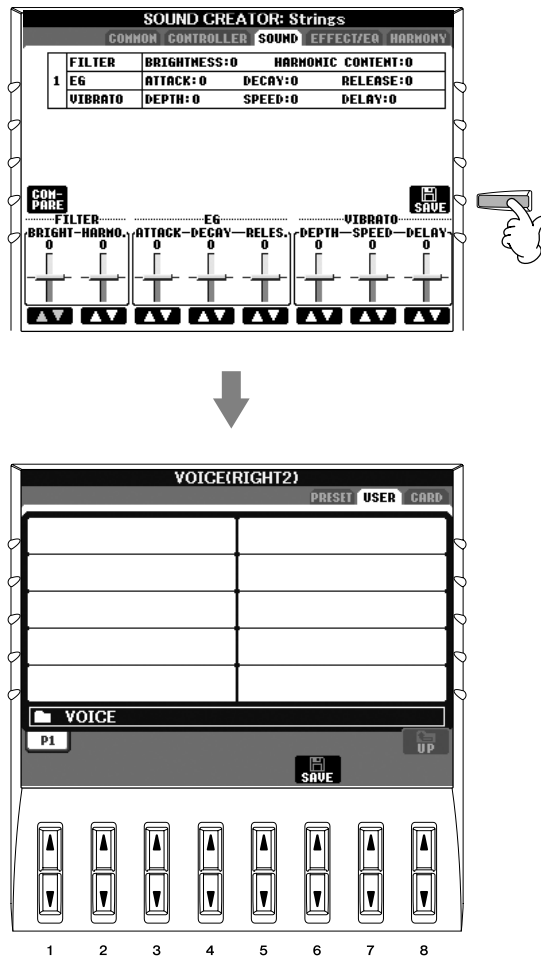 SOUND CREATOR: Strings
COMMON CONTROLLER SOUND EFFECT/EQ HARMONY
1 FILTER BRIGHTNESS:0 HARMONIC CONTENT:0
EG ATTACK:0 DECAY:0 RELEASE:0
VIBRATO DEPTH:0 SPEED:0 DELAY:0
COM-
PARE
SAVE
FILTER EG VIBRATO
BRIGHT-HARMO. ATTACK-DECAY-RELES. DEPTH-SPEED-DELAY
0 0 0 0 0 0 0 0
VOICE(RIGHT2)
PRESET USER CARD
VOICE
P1
UP
SAVE
1 2 3 4 5 6 7 8